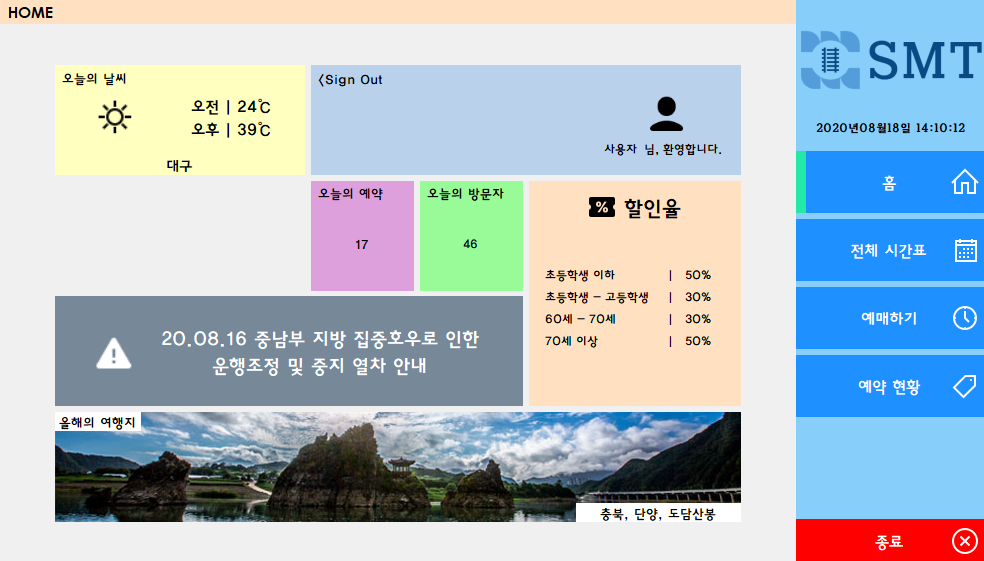 HOME
오늘의 날씨
오전 | 24℃
오후 | 39℃
대구
<Sign Out
사용자 님, 환영합니다.
오늘의 예약
17
오늘의 방문자
46
% 할인율
초등학생 이하 | 50%
초등학생 - 고등학생 | 30%
60세 - 70세 | 30%
70세 이상 | 50%
20.08.16 중남부 지방 집중호우로 인한
운행조정 및 중지 열차 안내
올해의 여행지
충북, 단양, 도담산봉
SMT
2020년08월18일 14:10:12
홈
전체 시간표
예매하기
예약 현황
종료